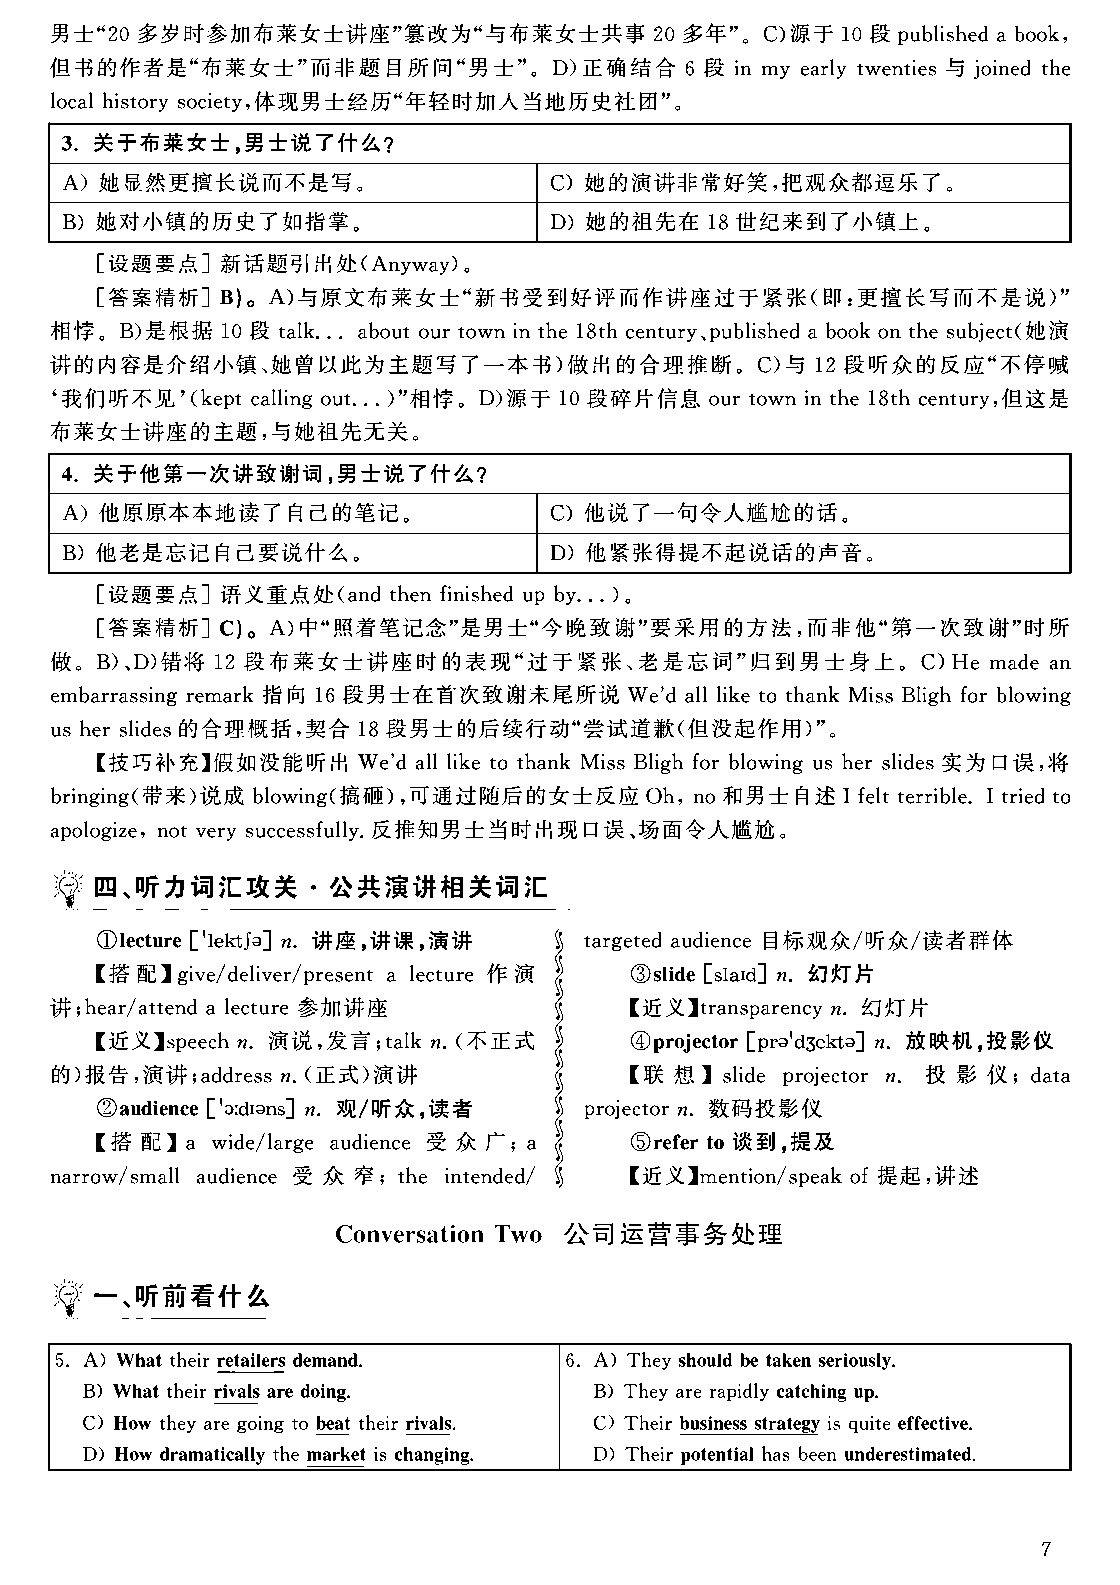 男士“20 多岁时参加布莱女士讲座”篡改为“与布莱女士共事 20 多年”。C)源于 10 段 published a book,
但书的作者是“布莱女士”而非题目所问“男士”。D)正确结合 6 段 in my early twenties 与 joined the
local history society,体现男士经历“年轻时加入当地历史社团”。
3. 关于布莱女士,男士说了什么?
A) 她显然更擅长说而不是写。
C) 她的演讲非常好笑,把观众都逗乐了。
B) 她对小镇的历史了如指掌。
D) 她的祖先在 18 世纪来到了小镇上。
[设题要点] 新话题引出处(Anyway)。
[答案精析] B)。A)与原文布莱女士“新书受到好评而作讲座过于紧张(即:更擅长写而不是说)”
相悖。B)是根据 10 段 talk... about our town in the 18th century、published a book on the subject(她演
讲的内容是介绍小镇、她曾以此为主题写了一本书)做出的合理推断。C)与 12 段听众的反应“不停喊
‘我们听不见’(kept calling out...)”相悖。D)源于 10 段碎片信息 our town in the 18th century,但这是
布莱女士讲座的主题,与她祖先无关。
4. 关于他第一次讲致谢词,男士说了什么?
A) 他原原本本地读了自己的笔记。
C) 他说了一句令人尴尬的话。
B) 他老是忘记自己要说什么。
D) 他紧张得提不起说话的声音。
[设题要点] 语义重点处(and then finished up by...)。
[答案精析] C)。A)中“照着笔记念”是男士“今晚致谢”要采用的方法,而非他“第一次致谢”时所
做。B)、D)错将 12 段布莱女士讲座时的表现“过于紧张、老是忘词”归到男士身上。C) He made an
embarrassing remark 指向 16 段男士在首次致谢末尾所说 We’d all like to thank Miss Bligh for blowing
us her slides 的合理概括,契合 18 段男士的后续行动“尝试道歉(但没起作用)”。
【技巧补充】假如没能听出 We’d all like to thank Miss Bligh for blowing us her slides 实为口误,将
bringing(带来)说成 blowing(搞砸),可通过随后的女士反应 Oh, no 和男士自述 I felt terrible. I tried to
apologize, not very successfully. 反推知男士当时出现口误、场面令人尴尬。
四、听力词汇攻关·公共演讲相关词汇
①lecture [ˈlektʃə] n. 讲座,讲课,演讲
【搭配】give/deliver/present a lecture 作演
讲;hear/attend a lecture 参加讲座
【近义】speech n. 演说,发言;talk n. (不正式
的)报告,演讲;address n. (正式)演讲
②audience [ˈɔːdɪəns] n. 观/听众,读者
【搭配】a wide/large audience 受众广; a
narrow/small audience 受众窄; the intended/
targeted audience 目标观众/听众/读者群体
③slide [slaɪd] n. 幻灯片
【近义】transparency n. 幻灯片
④projector [prəˈdʒektə] n. 放映机,投影仪
【联想】slide projector n. 投影仪; data
projector n. 数码投影仪
⑤refer to 谈到,提及
【近义】mention/speak of 提起,讲述
Conversation Two 公司运营事务处理
一、听前看什么
5. A) What their retailers demand.
B) What their rivals are doing.
C) How they are going to beat their rivals.
D) How dramatically the market is changing.
6. A) They should be taken seriously.
B) They are rapidly catching up.
C) Their business strategy is quite effective.
D) Their potential has been underestimated.
7